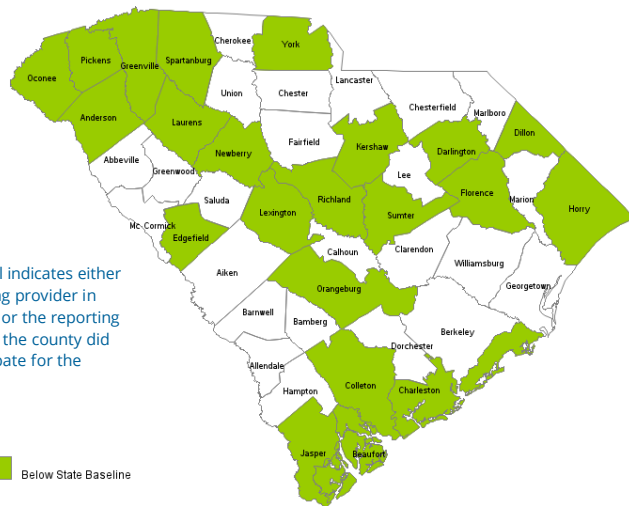 Cherokee
York
Oconee
Pickens
Greenville
Spartanburg
Union
Chester
Lancaster
Chesterfield
Marlboro
Anderson
Laurens
Fairfield
Kershaw
Darlington
Dillon
Abbeville
Greenwood
Newberry
Lee
Florence
Marion
Horry
Saluda
Lexington
Richland
Sumter
Mc Cormick
Edgefield
Calhoun
Clarendon
Williamsburg
Georgetown
Aiken
Orangeburg
Barnwell
Bamberg
Berkeley
Dorchester
Allendale
Hampton
Colleton
Charleston
Jasper
Beaufort
indicates either
provider in
or the reporting
the county did
for the
Below State Baseline